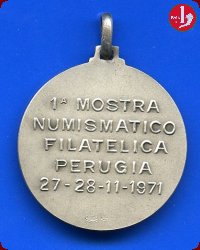 1ª MOSTRA
NUMISMATICO
FILATELICA
PERUGIA
27-28-11-1971